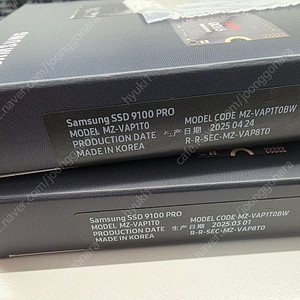 SAMSUNG
Samsung SSD 9100 PRO
MODEL MZ-VAP1T0 MODEL CODE MZ-VAP1T0BW
PRODUCTION DATE 生产日期 2025.04.24
MADE IN KOREA R-R-SEC-MZ-VAP8T0
Samsung SSD 9100 PRO
MODEL MZ-VAP1T0 MODEL CODE MZ-VAP1T0BW
PRODUCTION DATE 生产日期 2025.03.01
MADE IN KOREA R-R-SEC-MZ-VAP8T0